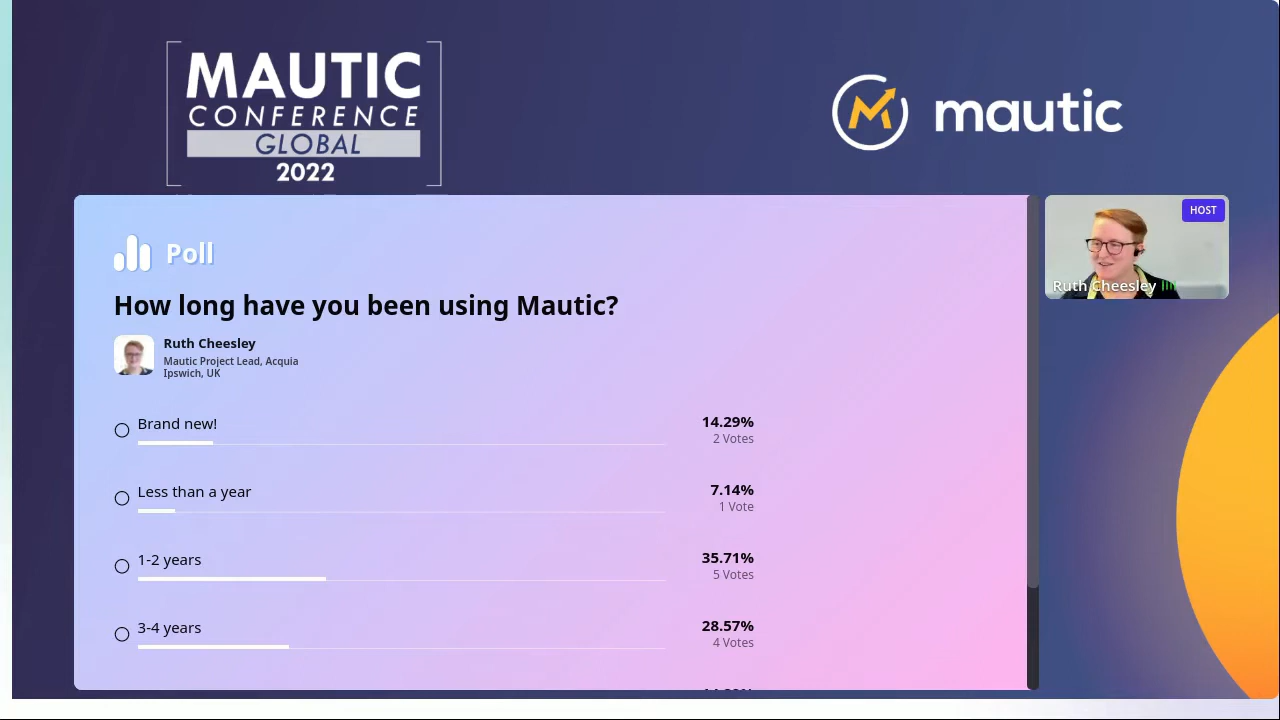 MAUTIC
CONFERENCE
GLOBAL
2022
mautic
HOST
Ruth Cheesley
Poll
How long have you been using Mautic?
Ruth Cheesley
Mautic Project Lead, Acquia
Ipswich, UK
Brand new!
14.29%
2 Votes
Less than a year
7.14%
1 Vote
1-2 years
35.71%
5 Votes
3-4 years
28.57%
4 Votes